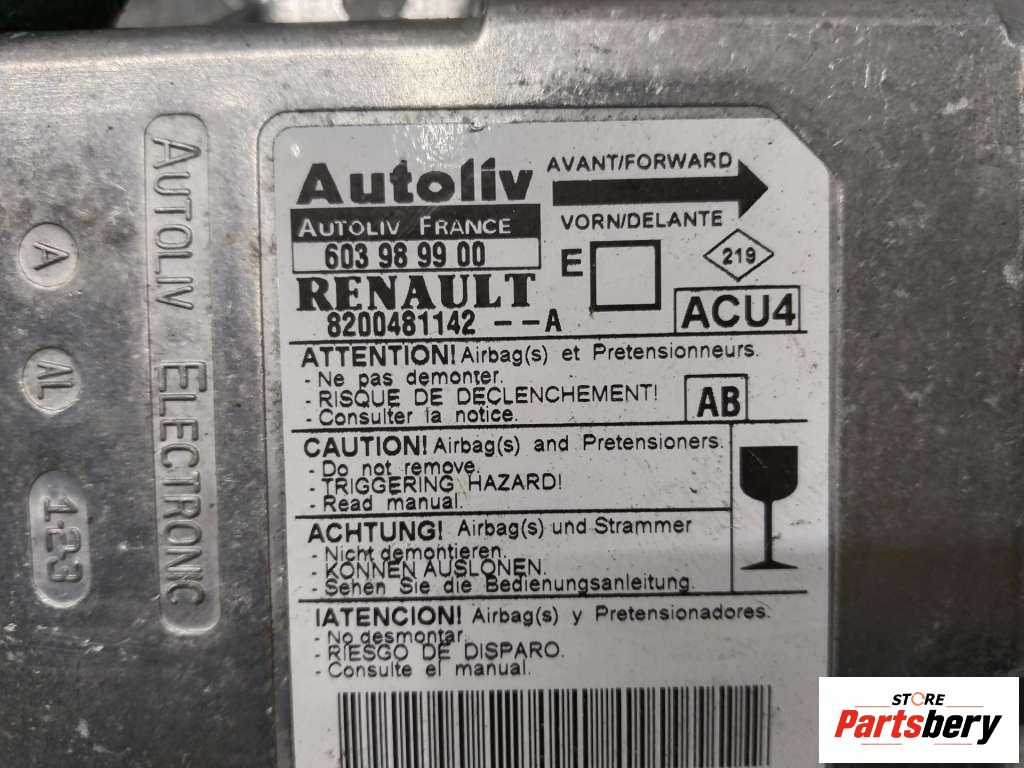 AUTOLIV ELECTRONIC
A
AL
1-2-3
Autoliv
AUTOLIV FRANCE
603 98 99 00
RENAULT
8200481142 --A
AVANT/FORWARD
VORN/DELANTE
E
219
ACU4
ATTENTION! Airbag(s) et Pretensionneurs.
- Ne pas demonter.
- RISQUE DE DECLENCHEMENT!
- Consulter la notice.
AB
CAUTION! Airbag(s) and Pretensioners.
- Do not remove.
- TRIGGERING HAZARD!
- Read manual.
ACHTUNG! Airbag(s) und Strammer
- Nicht demontieren.
- KONNEN AUSLONEN.
- Sehen Sie die Bedienungsanleitung.
!ATENCION! Airbag(s) y Pretensionadores.
- No desmontar.
- RIESGO DE DISPARO.
- Consulte el manual.
STORE
Partsbery